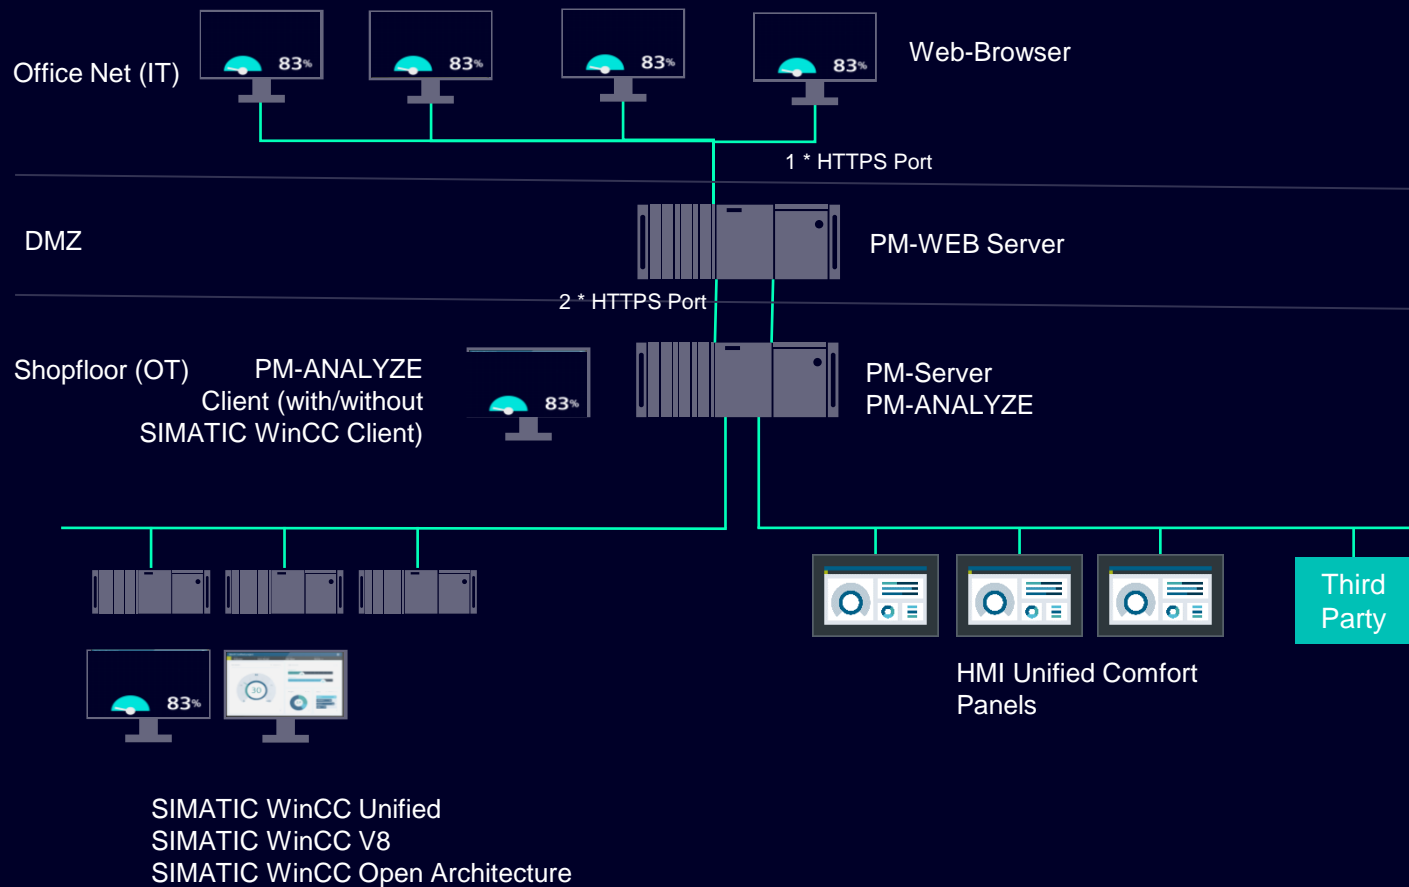 Office Net (IT)
83%
83%
83%
83%
Web-Browser
1 * HTTPS Port
DMZ
PM-WEB Server
2 * HTTPS Port
Shopfloor (OT)
PM-ANALYZE
Client (with/without
SIMATIC WinCC Client)
83%
PM-Server
PM-ANALYZE
Third
Party
83%
30
HMI Unified Comfort
Panels
SIMATIC WinCC Unified
SIMATIC WinCC V8
SIMATIC WinCC Open Architecture